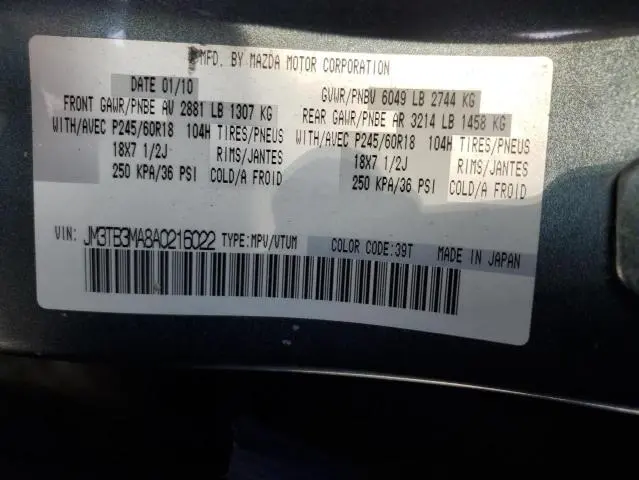 MFD. BY MAZDA MOTOR CORPORATION
DATE 01/10 GVWR/PNBV 6049 LB 2744 KG
FRONT GAWR/PNBE AV 2881 LB 1307 KG REAR GAWR/PNBE AR 3214 LB 1458 KG
WITH/AVEC P245/60R18 104H TIRES/PNEUS WITH/AVEC P245/60R18 104H TIRES/PNEUS
18X7 1/2J RIMS/JANTES 18X7 1/2J RIMS/JANTES
250 KPA/36 PSI COLD/A FROID 250 KPA/36 PSI COLD/A FROID
VIN: JM3TB3MA8A0216022 TYPE:MPV/VTUM COLOR CODE:39T MADE IN JAPAN